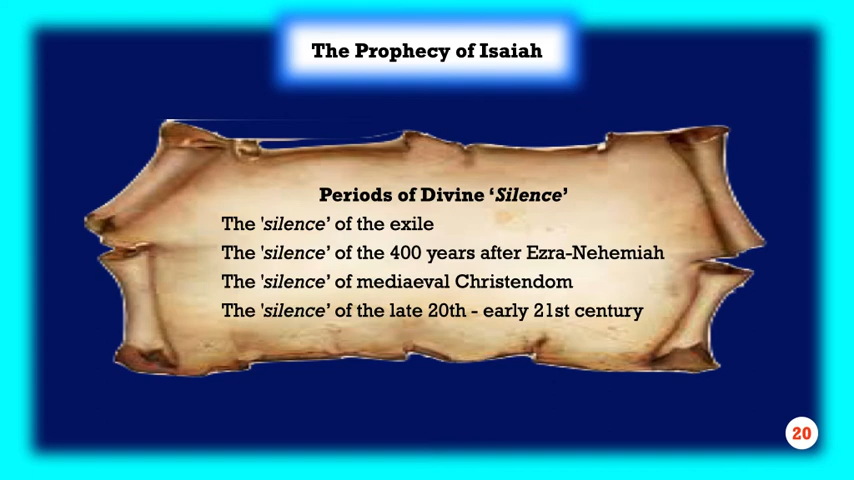 The Prophecy of Isaiah
Periods of Divine ‘Silence’
The 'silence’ of the exile
The 'silence’ of the 400 years after Ezra-Nehemiah
The 'silence’ of mediaeval Christendom
The 'silence’ of the late 20th - early 21st century
20